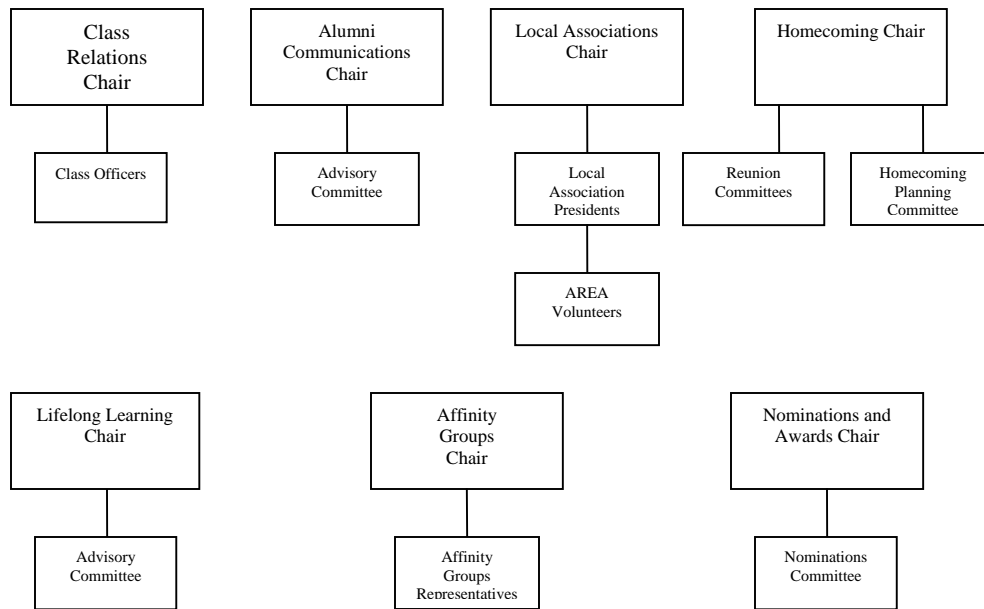 Class
Relations
Chair
Alumni
Communications
Chair
Local Associations
Chair
Homecoming Chair
Class Officers
Advisory
Committee
Local
Association
Presidents
Reunion
Committees
Homecoming
Planning
Committee
AREA
Volunteers
Lifelong Learning
Chair
Affinity
Groups
Chair
Nominations and
Awards Chair
Advisory
Committee
Affinity
Groups
Representatives
Nominations
Committee